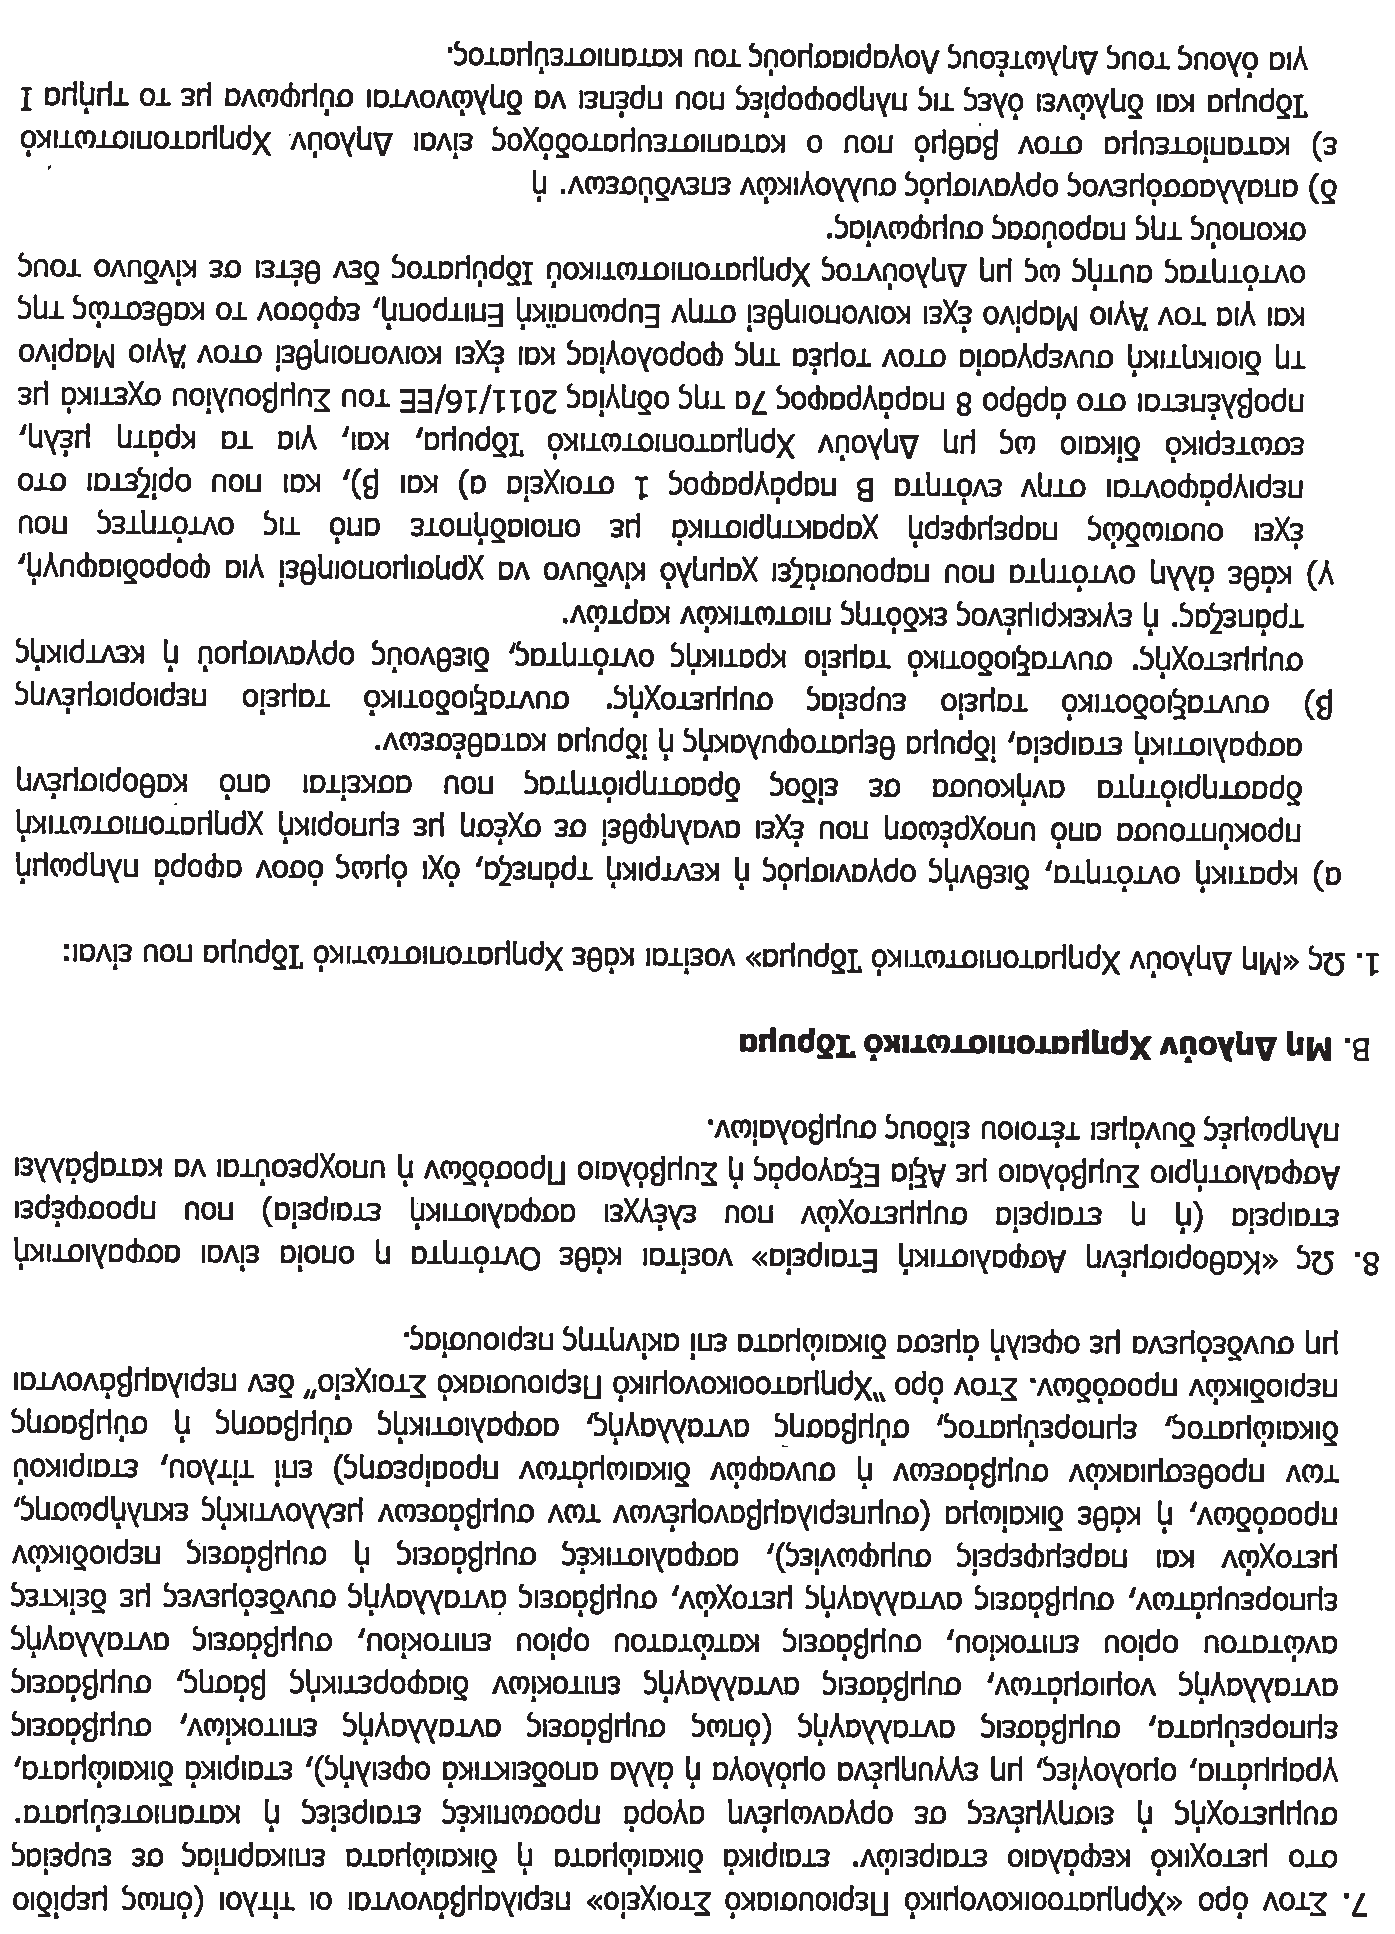 7. Στον όρο «Χρηματοοικονομικό Περιουσιακό Στοιχείο» περιλαμβάνονται οι τίτλοι (όπως μερίδιο
στο μετοχικό κεφάλαιο εταιρειών. εταιρικά δικαιώματα ή δικαιώματα επικαρπίας σε ευρείας
συμμετοχής ή εισηγμένες σε οργανωμένη αγορά προσωπικές εταιρείες ή καταπιστεύματα.
γραμμάτια, ομολογίες, μη εγγυημένα ομόλογα ή άλλα αποδεικτικά οφειλής), εταιρικά δικαιώματα,
εμπορεύματα, συμβάσεις ανταλλαγής (όπως συμβάσεις ανταλλαγής επιτοκίων, συμβάσεις
ανταλλαγής νομισμάτων, συμβάσεις ανταλλαγής επιτοκίων διαφορετικής βάσης, συμβάσεις
ανώτατου ορίου επιτοκίου, συμβάσεις κατώτατου ορίου επιτοκίου, συμβάσεις ανταλλαγής
εμπορευμάτων, συμβάσεις ανταλλαγής μετοχών, συμβάσεις ανταλλαγής συνδεόμενες με δείκτες
μετοχών και παρεμφερείς συμφωνίες), ασφαλιστικές συμβάσεις ή συμβάσεις περιοδικών
προσόδων, ή κάθε δικαίωμα (συμπεριλαμβανομένων των συμβάσεων μελλοντικής εκπλήρωσης,
των προθεσμιακών συμβάσεων ή συναφών δικαιωμάτων προαίρεσης) επί τίτλου, εταιρικού
δικαιώματος, εμπορεύματος, σύμβασης ανταλλαγής, ασφαλιστικής σύμβασης ή σύμβασης
περιοδικών προσόδων. Στον όρο "Χρηματοοικονομικό Περιουσιακό Στοιχείο" δεν περιλαμβάνονται
μη συνδεόμενα με οφειλή άμεσα δικαιώματα επί ακίνητης περιουσίας.
8. Ως «Καθορισμένη Ασφαλιστική Εταιρεία» νοείται κάθε Οντότητα η οποία είναι ασφαλιστική
εταιρεία (ή η εταιρεία συμμετοχών που ελέγχει ασφαλιστική εταιρεία) που προσφέρει
Ασφαλιστήριο Συμβόλαιο με Αξία Εξαγοράς ή Συμβόλαιο Προσόδων ή υποχρεούται να καταβάλλει
πληρωμές δυνάμει τέτοιου είδους συμβολαίων.
Β. Μη Δηλούν Χρηματοπιστωτικό Ίδρυμα
1. Ως «Μη Δηλούν Χρηματοπιστωτικό Ίδρυμα» νοείται κάθε Χρηματοπιστωτικό Ίδρυμα που είναι:
α) κρατική οντότητα, διεθνής οργανισμός ή κεντρική τράπεζα, όχι όμως όσον αφορά πληρωμή
προκύπτουσα από υποχρέωση που έχει αναληφθεί σε σχέση με εμπορική Χρηματοπιστωτική
δραστηριότητα ανήκουσα σε είδος δραστηριότητας που ασκείται από καθορισμένη
ασφαλιστική εταιρεία, ίδρυμα θεματοφυλακής ή ίδρυμα καταθέσεων.
β) συνταξιοδοτικό ταμείο ευρείας συμμετοχής. συνταξιοδοτικό ταμείο περιορισμένης
συμμετοχής. συνταξιοδοτικό ταμείο κρατικής οντότητας, διεθνούς οργανισμού ή κεντρικής
τράπεζας. ή εγκεκριμένος εκδότης πιστωτικών καρτών.
γ) κάθε άλλη οντότητα που παρουσιάζει χαμηλό κίνδυνο να χρησιμοποιηθεί για φοροδιαφυγή,
έχει ουσιωδώς παρεμφερή χαρακτηριστικά με οποιαδήποτε από τις οντότητες που
περιγράφονται στην ενότητα Β παράγραφος 1 στοιχεία α) και β), και που ορίζεται στο
εσωτερικό δίκαιο ως μη Δηλούν Χρηματοπιστωτικό Ίδρυμα, και, για τα κράτη μέλη,
προβλέπεται στο άρθρο 8 παράγραφος 7α της οδηγίας 2011/16/ΕΕ του Συμβουλίου σχετικά με
τη διοικητική συνεργασία στον τομέα της φορολογίας και έχει κοινοποιηθεί στον Άγιο Μαρίνο
και για τον Άγιο Μαρίνο έχει κοινοποιηθεί στην Ευρωπαϊκή Επιτροπή, εφόσον το καθεστώς της
οντότητας αυτής ως μη Δηλούντος Χρηματοπιστωτικού Ιδρύματος δεν θέτει σε κίνδυνο τους
σκοπούς της παρούσας συμφωνίας.
δ) απαλλασσόμενος οργανισμός συλλογικών επενδύσεων. ή
ε) καταπίστευμα στον βαθμό που ο καταπιστευματοδόχος είναι Δηλούν Χρηματοπιστωτικό
Ίδρυμα και δηλώνει όλες τις πληροφορίες που πρέπει να δηλώνονται σύμφωνα με το τμήμα Ι
για όλους τους Δηλωτέους Λογαριασμούς του καταπιστεύματος.